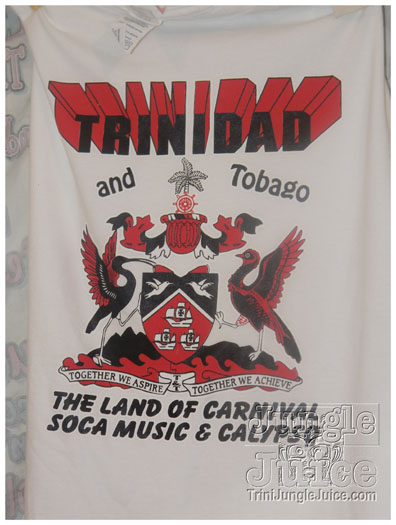 TRINIDAD
and Tobago
TOGETHER WE ASPIRE TOGETHER WE ACHIEVE
THE LAND OF CARNIVAL
SOCA MUSIC & CALYPSO
Jungle
Juice
TriniJungleJuice.com